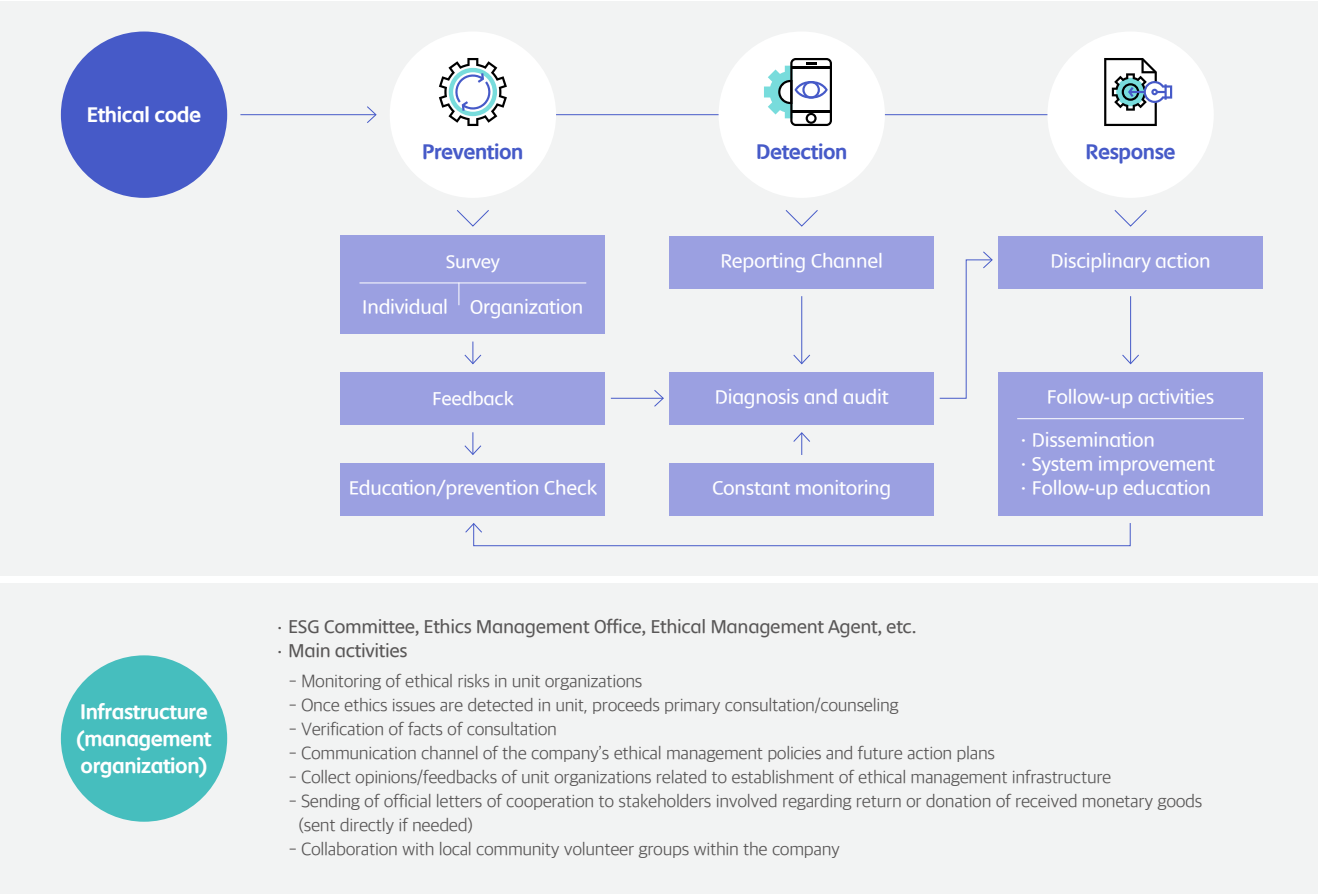 Ethical code
Prevention
Detection
Response
Survey
Individual
Organization
Feedback
Education/prevention Check
Reporting Channel
Diagnosis and audit
Constant monitoring
Disciplinary action
Follow-up activities
· Dissemination
· System improvement
· Follow-up education
Infrastructure
(management
organization)
· ESG Committee, Ethics Management Office, Ethical Management Agent, etc.
· Main activities
– Monitoring of ethical risks in unit organizations
– Once ethics issues are detected in unit, proceeds primary consultation/counseling
– Verification of facts of consultation
– Communication channel of the company’s ethical management policies and future action plans
– Collect opinions/feedbacks of unit organizations related to establishment of ethical management infrastructure
– Sending of official letters of cooperation to stakeholders involved regarding return or donation of received monetary goods
(sent directly if needed)
– Collaboration with local community volunteer groups within the company